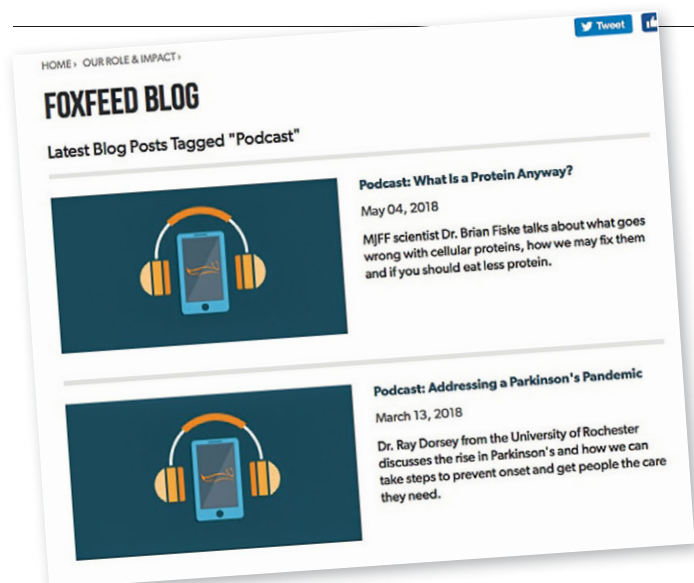 Tweet
HOME › OUR ROLE & IMPACT ›
FOXFEED BLOG
Latest Blog Posts Tagged "Podcast"
Podcast: What Is a Protein Anyway?
May 04, 2018
MJFF scientist Dr. Brian Fiske talks about what goes
wrong with cellular proteins, how we may fix them
and if you should eat less protein.
Podcast: Addressing a Parkinson's Pandemic
March 13, 2018
Dr. Ray Dorsey from the University of Rochester
discusses the rise in Parkinson's and how we can
take steps to prevent onset and get people the care
they need.